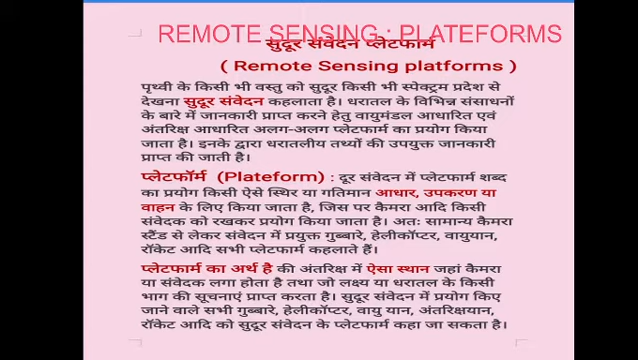 REMOTE SENSING : PLATEFORMS
सुदूर संवेदन प्लेटफार्म
( Remote Sensing platforms )
पृथ्वी के किसी भी वस्तु को सुदूर किसी भी स्पेक्ट्रम प्रदेश से
देखना सुदूर संवेदन कहलाता है। धरातल के विभिन्न संसाधनों
के बारे में जानकारी प्राप्त करने हेतु वायुमंडल आधारित एवं
अंतरिक्ष आधारित अलग-अलग प्लेटफार्म का प्रयोग किया
जाता है। इनके द्वारा धरातलीय तथ्यों की उपयुक्त जानकारी
प्राप्त की जाती है।
प्लेटफॉर्म (Plateform) : दूर संवेदन में प्लेटफार्म शब्द
का प्रयोग किसी ऐसे स्थिर या गतिमान आधार, उपकरण या
वाहन के लिए किया जाता है, जिस पर कैमरा आदि किसी
संवेदक को रखकर प्रयोग किया जाता है। अतः सामान्य कैमरा
स्टैंड से लेकर संवेदन में प्रयुक्त गुब्बारे, हेलीकॉप्टर, वायुयान,
रॉकेट आदि सभी प्लेटफार्म कहलाते हैं।
प्लेटफार्म का अर्थ है की अंतरिक्ष में ऐसा स्थान जहां कैमरा
या संवेदक लगा होता है तथा जो लक्ष्य या धरातल के किसी
भाग की सूचनाएं प्राप्त करता है। सुदूर संवेदन में प्रयोग किए
जाने वाले सभी गुब्बारे, हेलीकॉप्टर, वायु यान, अंतरिक्षयान,
रॉकेट आदि को सुदूर संवेदन के प्लेटफार्म कहा जा सकता है।